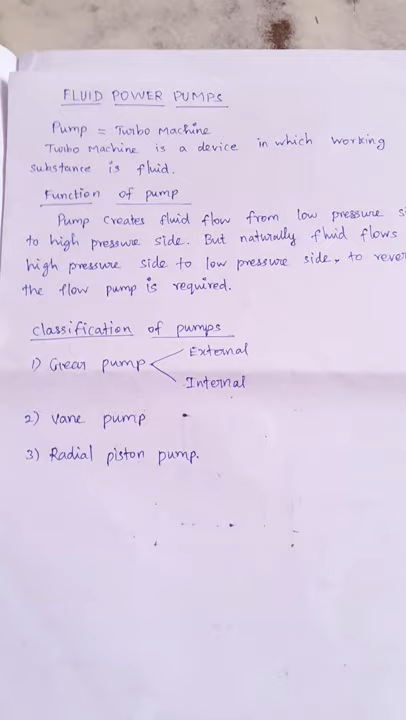 FLUID POWER PUMPS
Pump = Turbo Machine
Turbo Machine is a device in which working
substance is fluid.
Function of pump
Pump creates fluid flow from low pressure
to high pressure side. But naturally fluid flows
high pressure side to low pressure side, to
the flow pump is required.
classification of pumps
1) Gear pump
External
Internal
2) Vane pump
3) Radial piston pump.